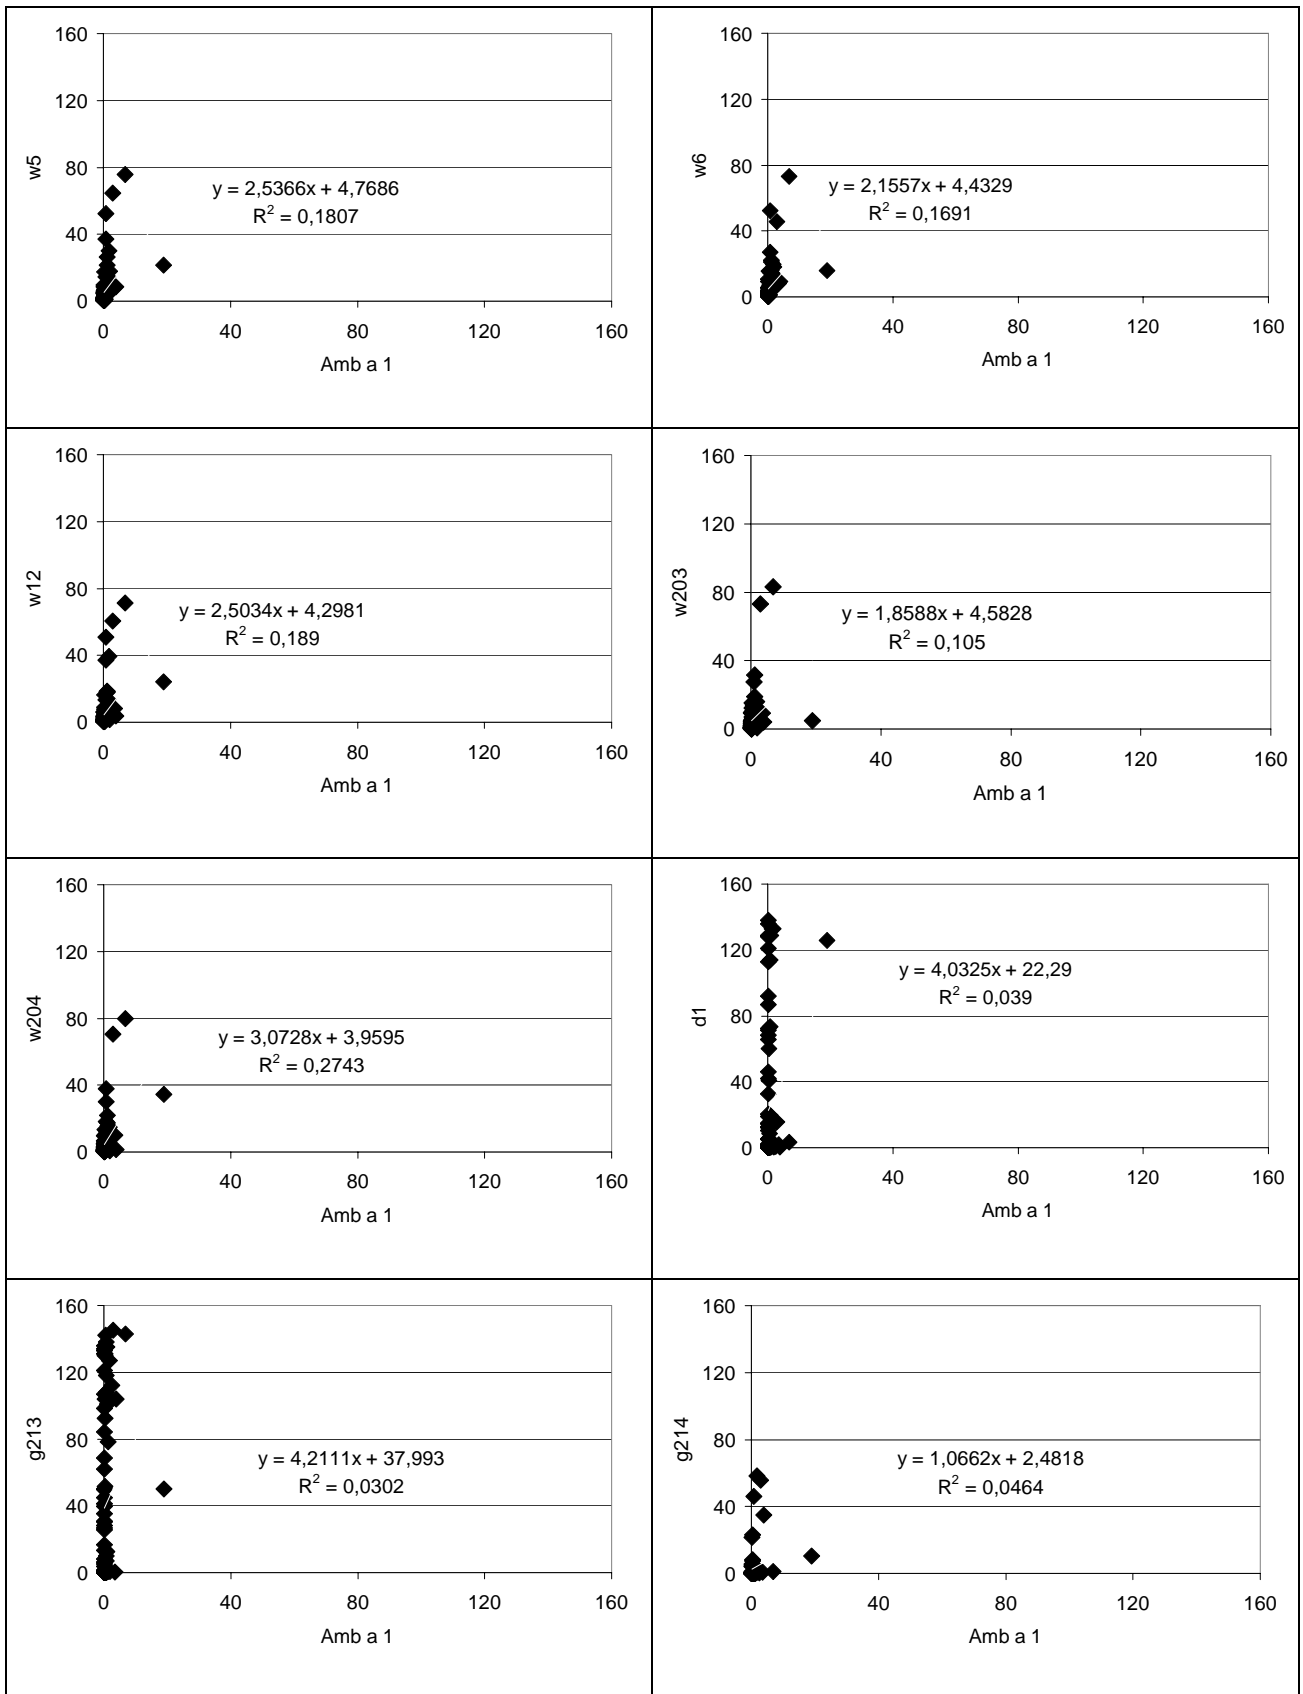 160
120
80
40
0
w5
y = 2,5366x + 4,7686
R² = 0,1807
0 40 80 120 160
Amb a 1
160
120
80
40
0
w6
y = 2,1557x + 4,4329
R² = 0,1691
0 40 80 120 160
Amb a 1
160
120
80
40
0
w12
y = 2,5034x + 4,2981
R² = 0,189
0 40 80 120 160
Amb a 1
160
120
80
40
0
w203
y = 1,8588x + 4,5828
R² = 0,105
0 40 80 120 160
Amb a 1
160
120
80
40
0
w204
y = 3,0728x + 3,9595
R² = 0,2743
0 40 80 120 160
Amb a 1
160
120
80
40
0
d1
y = 4,0325x + 22,29
R² = 0,039
0 40 80 120 160
Amb a 1
160
120
80
40
0
g213
y = 4,2111x + 37,993
R² = 0,0302
0 40 80 120 160
Amb a 1
160
120
80
40
0
g214
y = 1,0662x + 2,4818
R² = 0,0464
0 40 80 120 160
Amb a 1